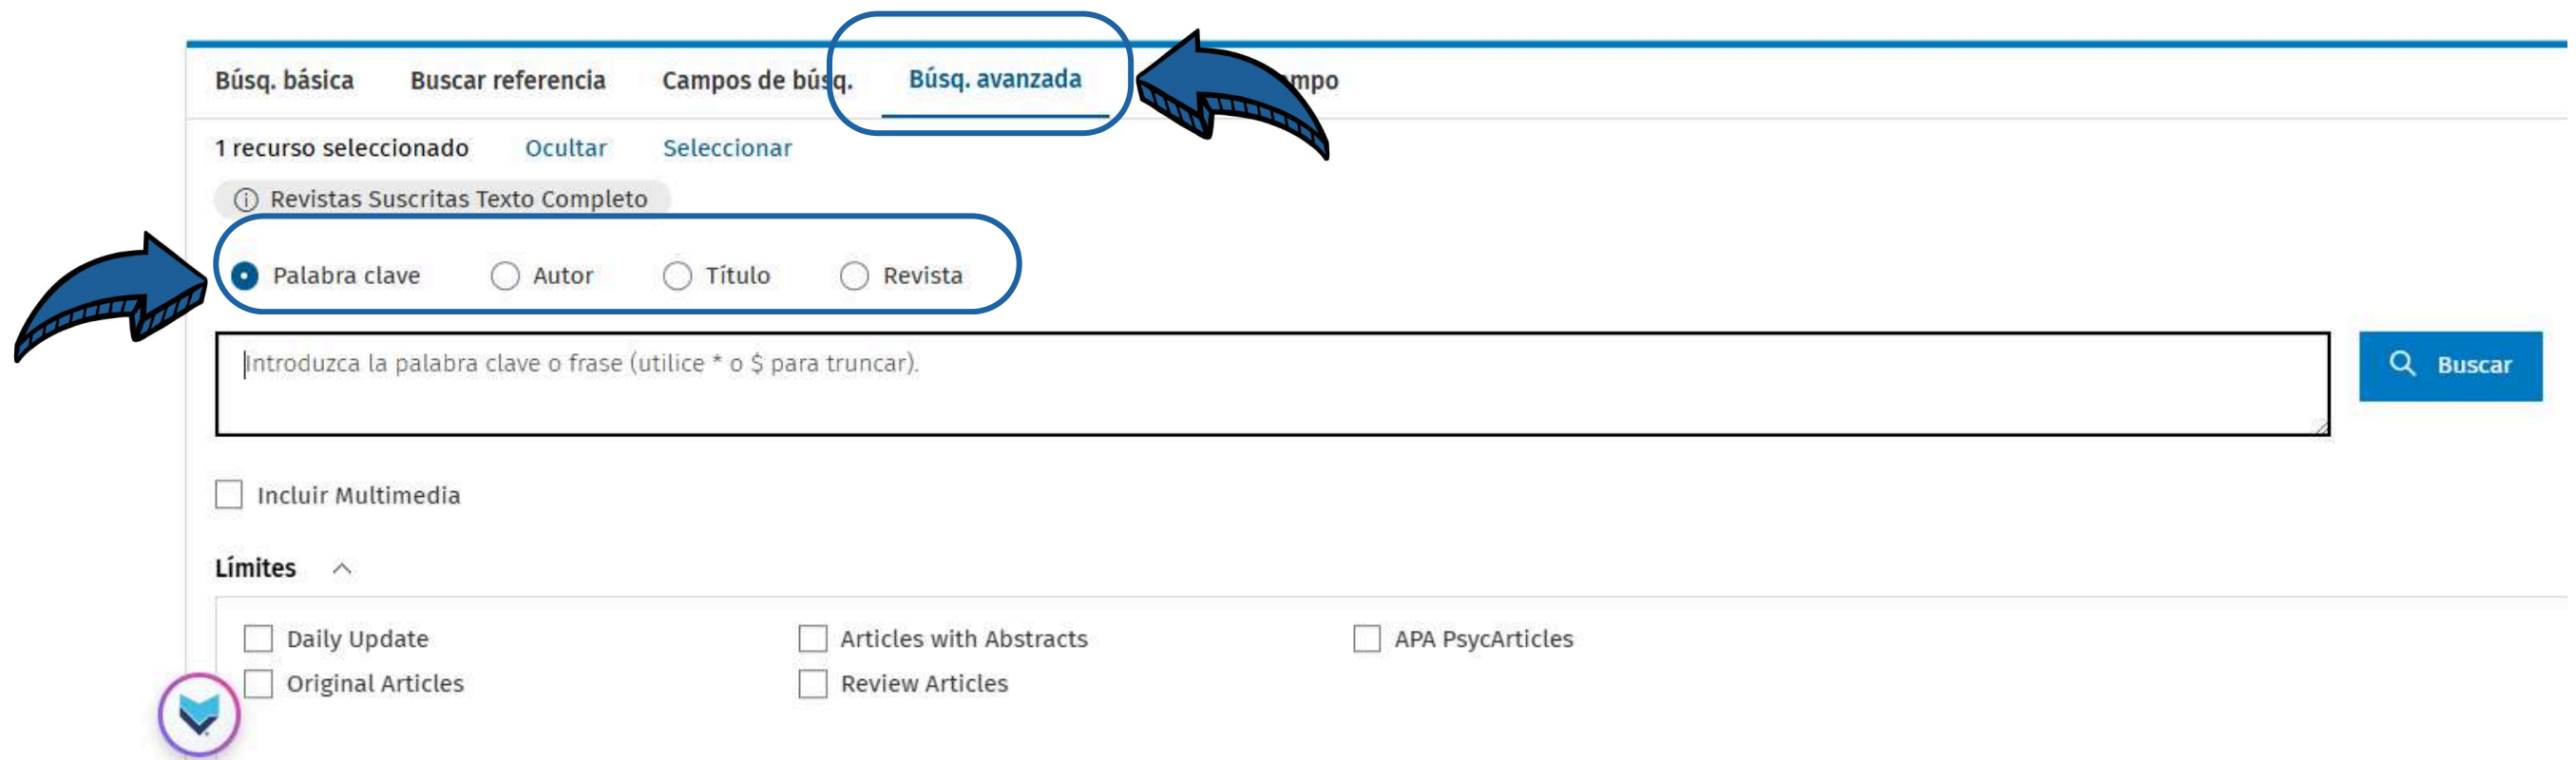 Búsq. básica Buscar referencia Campos de búsq. Búsq. avanzada
1 recurso seleccionado Ocultar Seleccionar
Revistas Suscritas Texto Completo
Palabra clave Autor Título Revista
Introduzca la palabra clave o frase (utilice * o $ para truncar).
Buscar
Incluir Multimedia
Límites
Daily Update Articles with Abstracts APA PsycArticles
Original Articles Review Articles